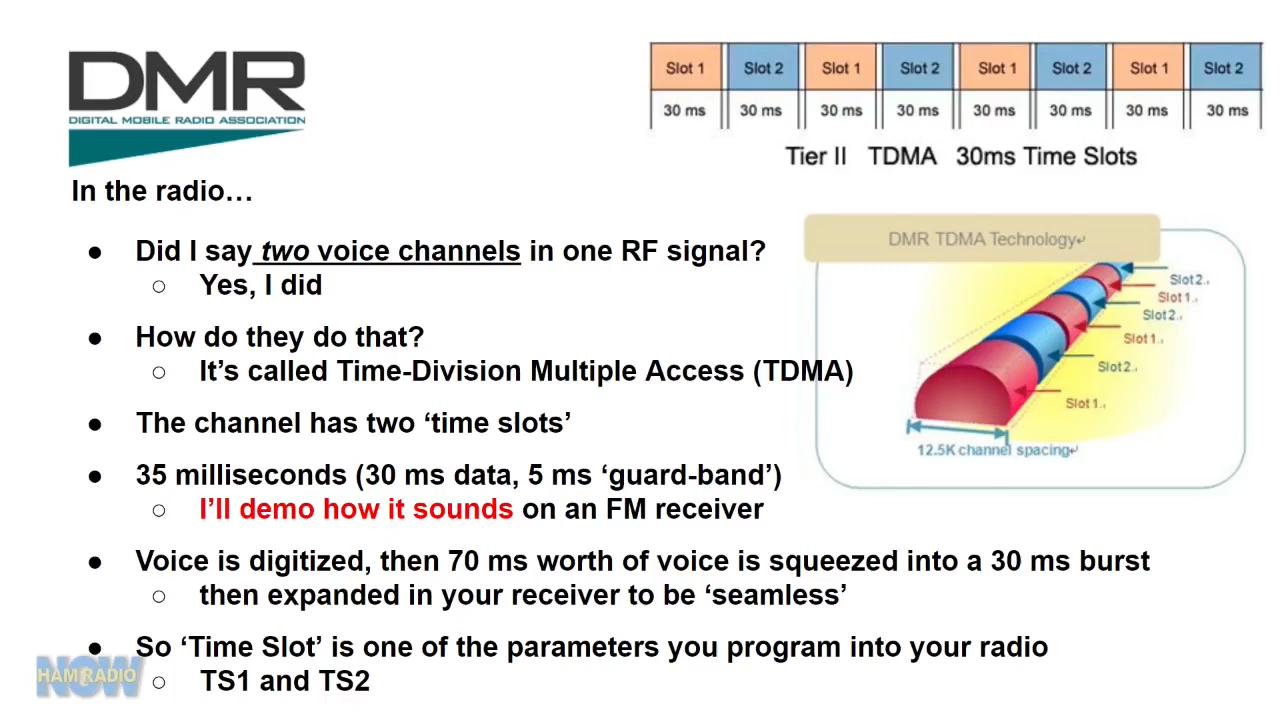 DMR
DIGITAL MOBILE RADIO ASSOCIATION
Slot 1 Slot 2 Slot 1 Slot 2 Slot 1 Slot 2 Slot 1 Slot 2
30 ms 30 ms 30 ms 30 ms 30 ms 30 ms 30 ms 30 ms
Tier II TDMA 30ms Time Slots
In the radio…
● Did I say two voice channels in one RF signal?
○ Yes, I did
● How do they do that?
○ It’s called Time-Division Multiple Access (TDMA)
● The channel has two ‘time slots’
● 35 milliseconds (30 ms data, 5 ms ‘guard-band’)
○ I’ll demo how it sounds on an FM receiver
● Voice is digitized, then 70 ms worth of voice is squeezed into a 30 ms burst
○ then expanded in your receiver to be ‘seamless’
● So ‘Time Slot’ is one of the parameters you program into your radio
○ TS1 and TS2
DMR TDMA Technology
Slot 2
Slot 1
Slot 2
Slot 1
Slot 2
Slot 1
12.5K channel spacing
HAM RADIO
NOW